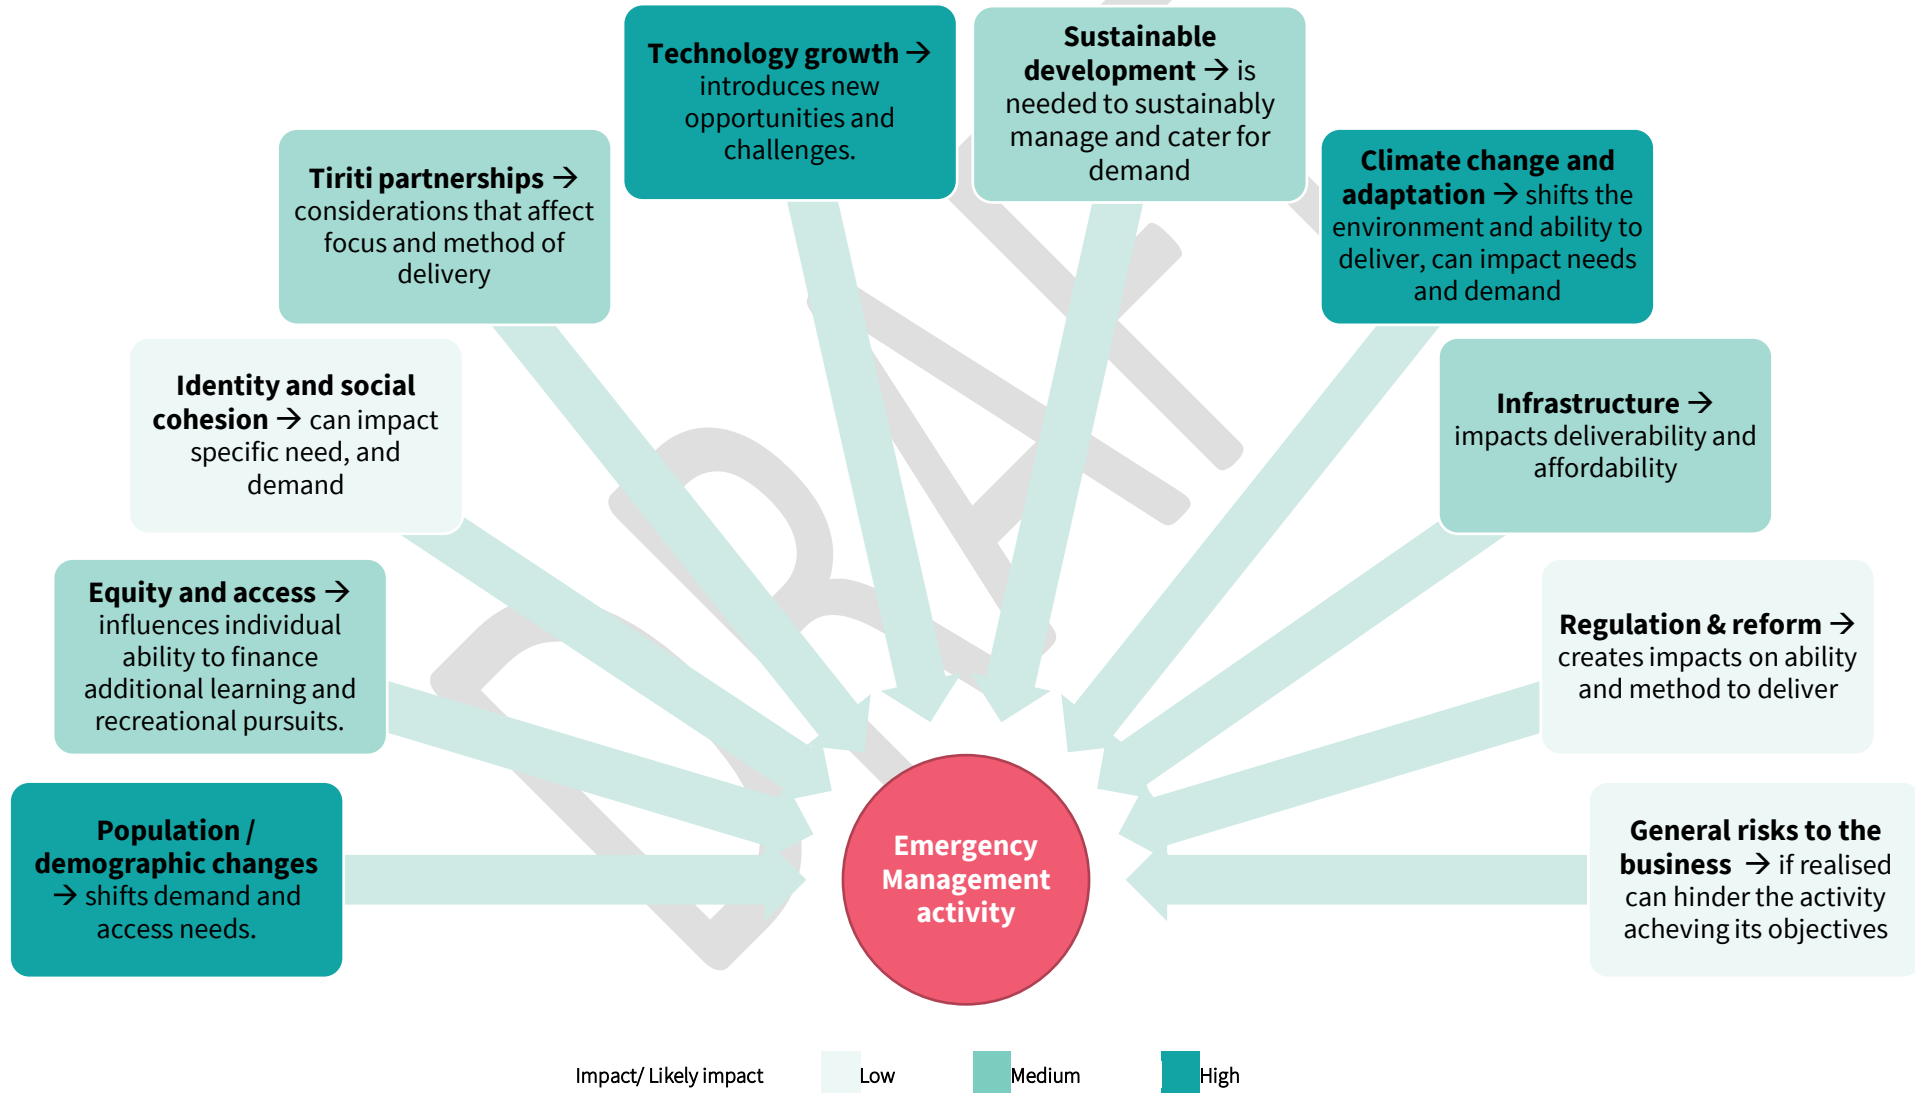 Technology growth →
introduces new
opportunities and
challenges.
Sustainable
development → is
needed to sustainably
manage and cater for
demand
Tiriti partnerships →
considerations that affect
focus and method of
delivery
Climate change and
adaptation → shifts the
environment and ability to
deliver, can impact needs
and demand
Identity and social
cohesion → can impact
specific need, and
demand
Infrastructure →
impacts deliverability and
affordability
Equity and access →
influences individual
ability to finance
additional learning and
recreational pursuits.
Regulation & reform →
creates impacts on ability
and method to deliver
Population /
demographic changes
→ shifts demand and
access needs.
General risks to the
business → if realised
can hinder the activity
acheving its objectives
Emergency
Management
activity
DRAFT
Impact/ Likely impact
Low
Medium
High